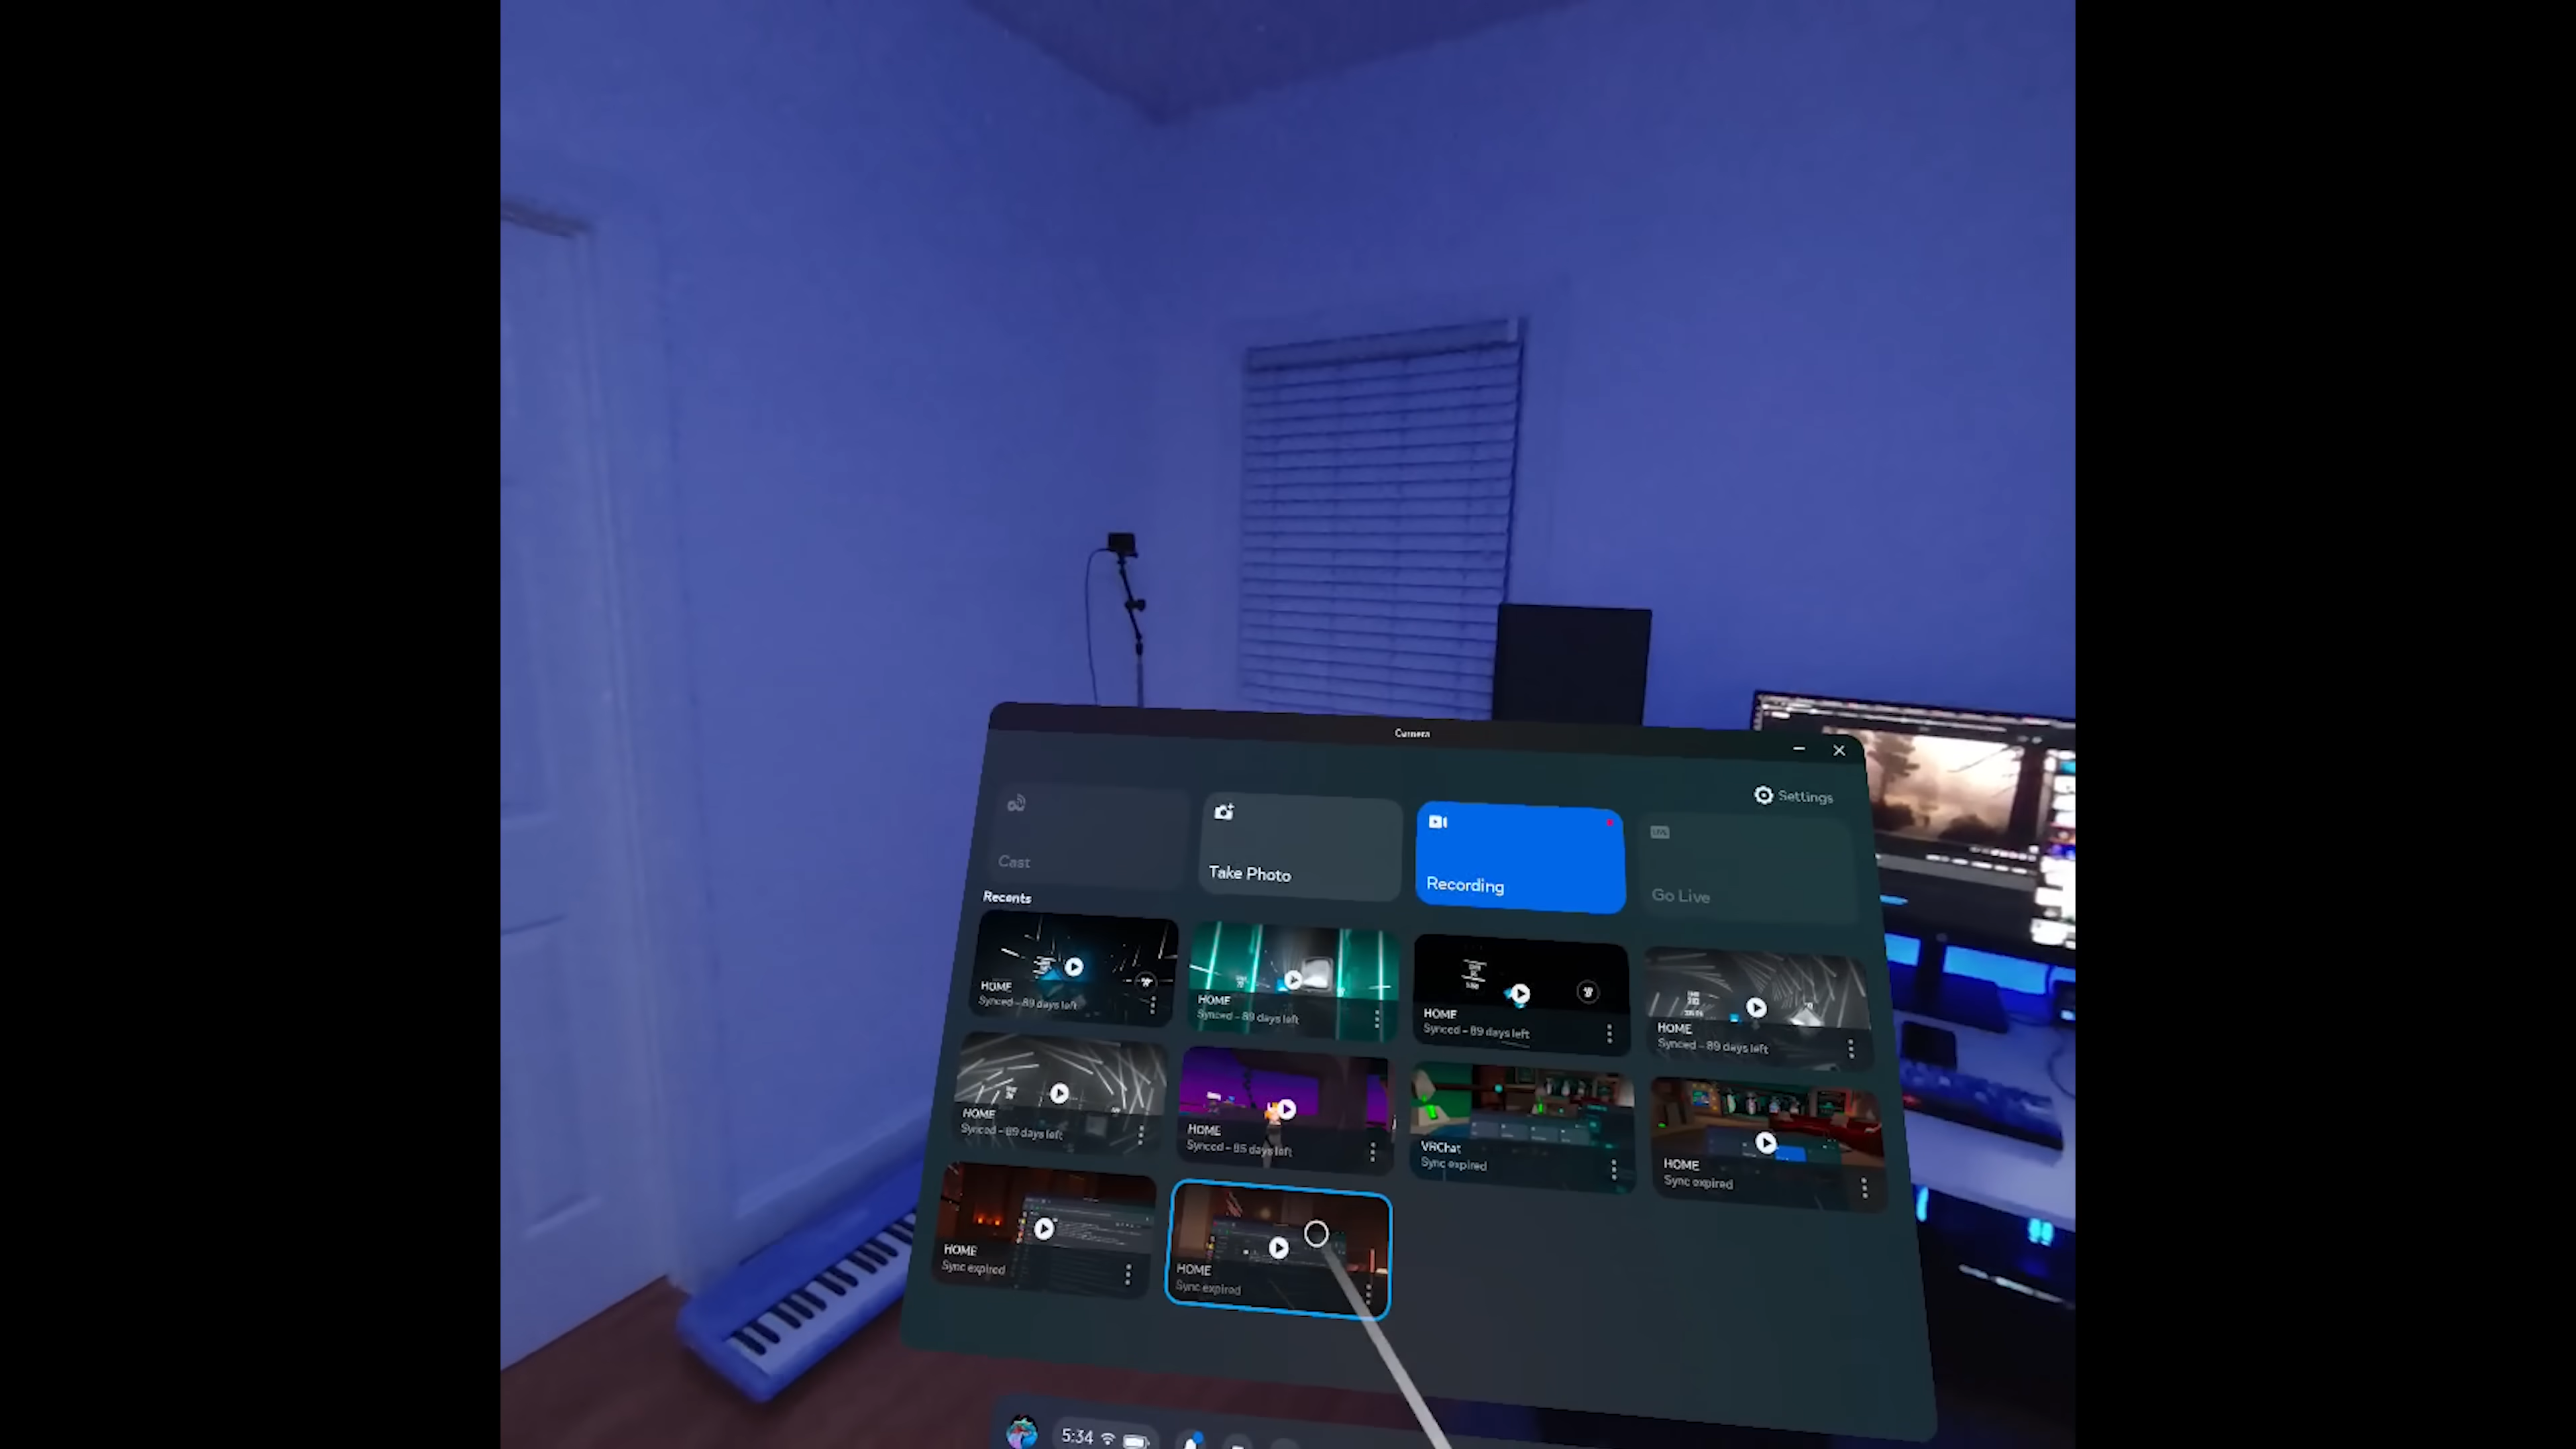 Camera
Settings
Cast
Take Photo
Recording
Go Live
Recents
HOME
Synced – 89 days left
HOME
Synced – 89 days left
HOME
Synced – 89 days left
HOME
Synced – 89 days left
HOME
Synced – 89 days left
HOME
Synced – 85 days left
VRChat
Sync expired
HOME
Sync expired
HOME
Sync expired
HOME
Sync expired
5:34